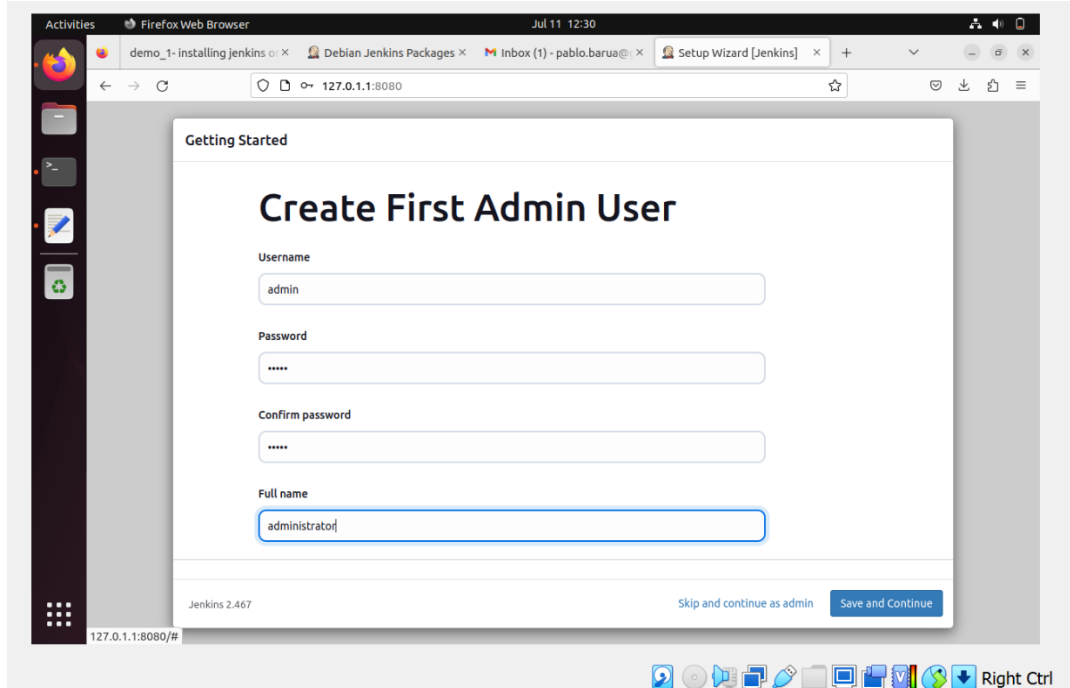 Activities Firefox Web Browser Jul 11 12:30
demo_1- installing jenkins or Debian Jenkins Packages Inbox (1) - pablo.barua@ Setup Wizard [Jenkins]
127.0.1.1:8080
Getting Started
Create First Admin User
Username
admin
Password
•••••
Confirm password
•••••
Full name
administrator
Jenkins 2.467 Skip and continue as admin Save and Continue
127.0.1.1:8080/#
Right Ctrl